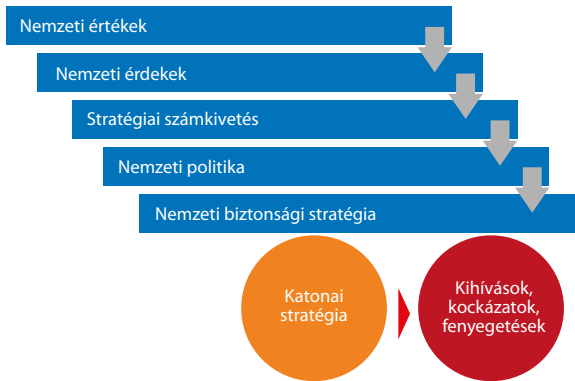 Nemzeti értékek
Nemzeti érdekek
Stratégiai számkivetés
Nemzeti politika
Nemzeti biztonsági stratégia
Katonai
stratégia
Kihívások,
kockázatok,
fenyegetések